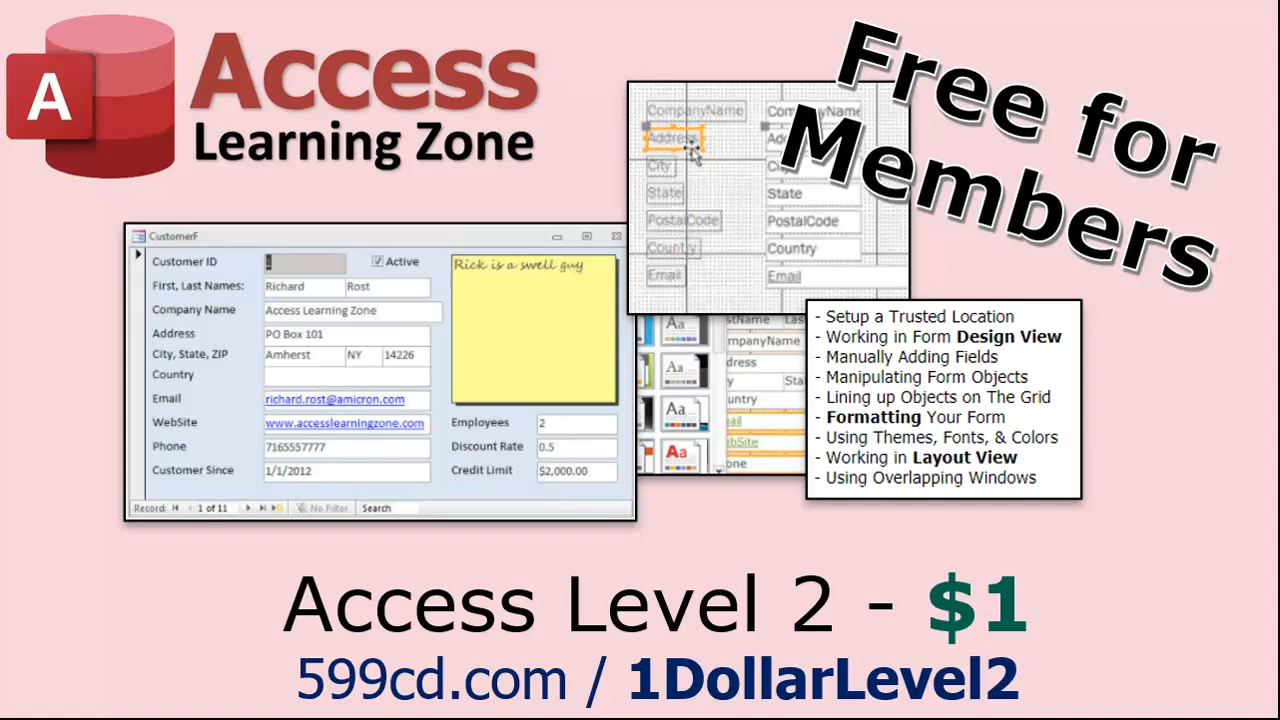 A
Access
Learning Zone
Free for
Members
CompanyName
CompanyName
Address
City
State
State
PostalCode
PostalCode
Country
Country
Email
Email
CustomerF
Customer ID
Active
First, Last Names:
Richard
Rost
Company Name
Access Learning Zone
Address
PO Box 101
City, State, ZIP
Amherst
NY
14226
Country
Email
richard.rost@amicron.com
WebSite
www.accesslearningzone.com
Phone
7165557777
Customer Since
1/1/2012
Rick is a swell guy
Employees
2
Discount Rate
0.5
Credit Limit
$2,000.00
Record:
1 of 11
No Filter
Search
Aa
Aa
Aa
Aa
- Setup a Trusted Location
- Working in Form Design View
- Manually Adding Fields
- Manipulating Form Objects
- Lining up Objects on The Grid
- Formatting Your Form
- Using Themes, Fonts, & Colors
- Working in Layout View
- Using Overlapping Windows
Access Level 2 - $1
599cd.com / 1DollarLevel2